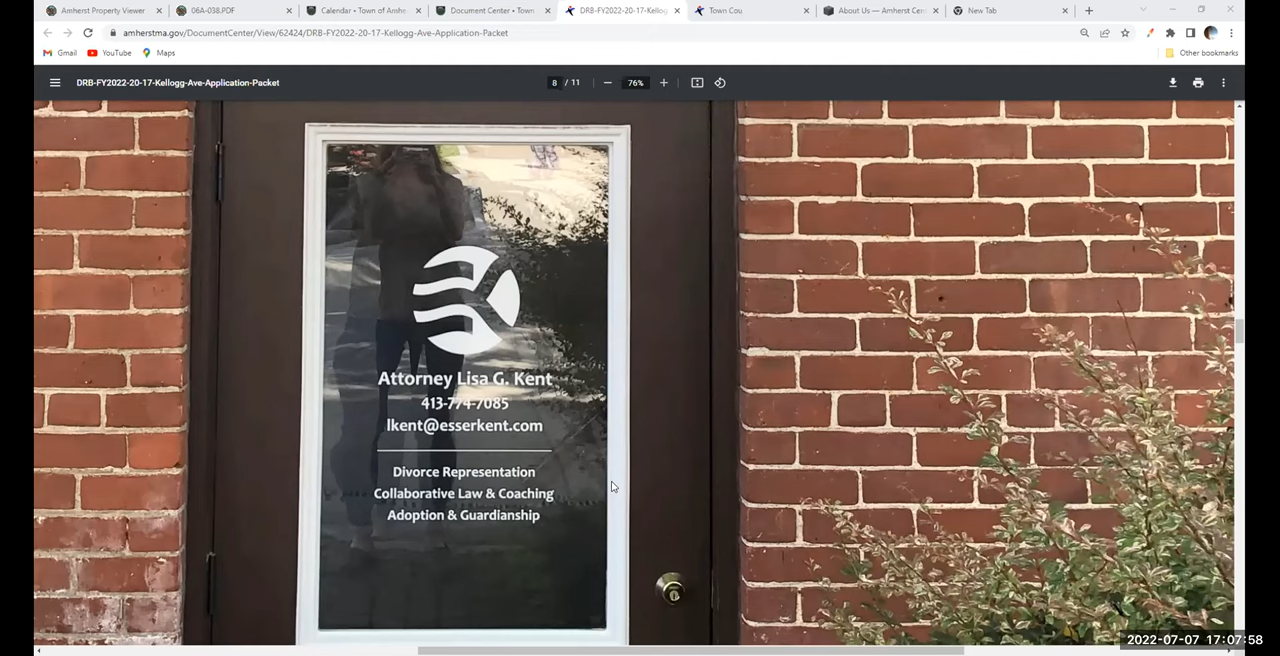 Amherst Property Viewer
06A-038.PDF
Calendar • Town of Amhe
Document Center • Town
DRB-FY2022-20-17-Kellog
Town Cou
About Us — Amherst Cen
New Tab
amherstma.gov/DocumentCenter/View/62424/DRB-FY2022-20-17-Kellogg-Ave-Application-Packet
Gmail
YouTube
Maps
Other bookmarks
DRB-FY2022-20-17-Kellogg-Ave-Application-Packet
8 / 11
76%
Attorney Lisa G. Kent
413-774-7085
lkent@esserkent.com
Divorce Representation
Collaborative Law & Coaching
Adoption & Guardianship
2022-07-07 17:07:58